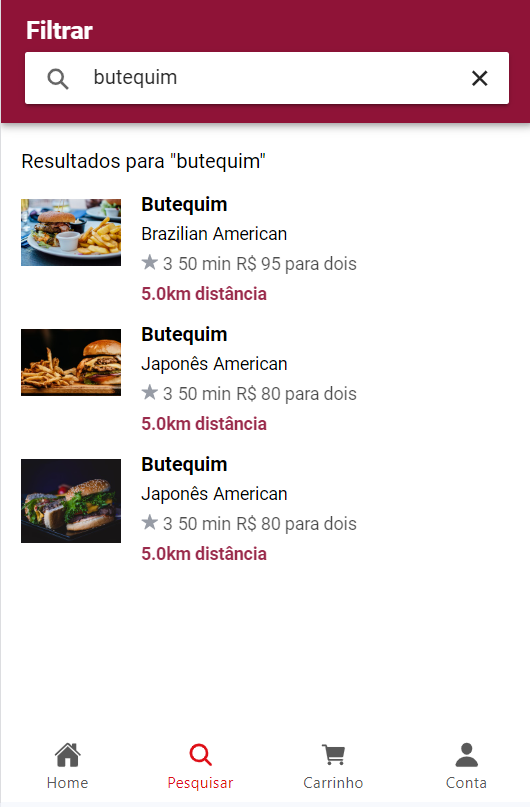 Filtrar
butequim
Resultados para "butequim"
Butequim
Brazilian American
3 50 min R$ 95 para dois
5.0km distância
Butequim
Japonês American
3 50 min R$ 80 para dois
5.0km distância
Butequim
Japonês American
3 50 min R$ 80 para dois
5.0km distância
Home Pesquisar Carrinho Conta